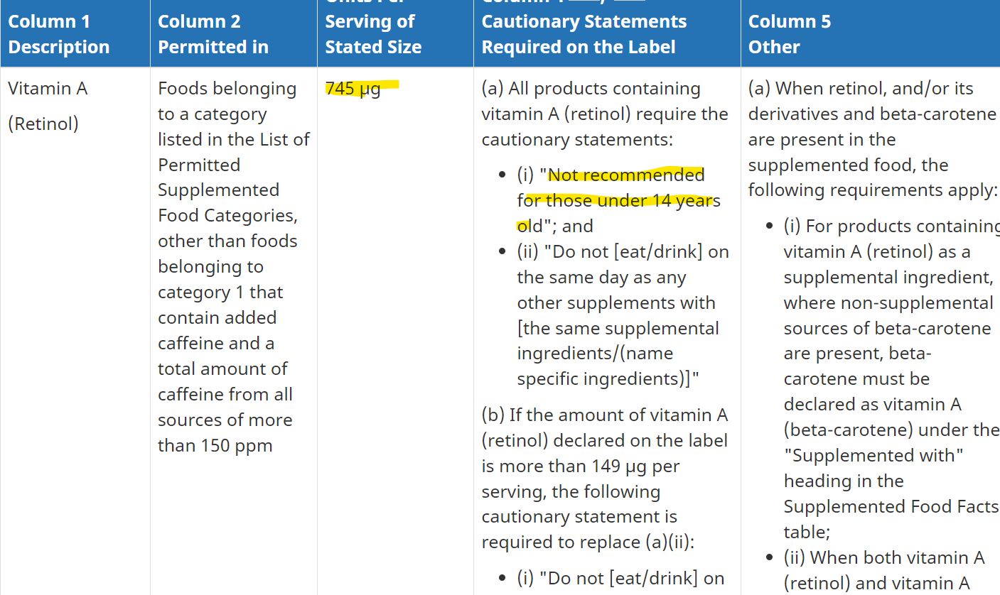 Column 1
Description
Column 2
Permitted in
Units Per
Serving of
Stated Size
Cautionary Statements
Required on the Label
Column 5
Other
Vitamin A
(Retinol)
Foods belonging
to a category
listed in the List of
Permitted
Supplemented
Food Categories,
other than foods
belonging to
category 1 that
contain added
caffeine and a
total amount of
caffeine from all
sources of more
than 150 ppm
745 µg
(a) All products containing
vitamin A (retinol) require the
cautionary statements:
(i) "Not recommended
for those under 14 years
old"; and
(ii) "Do not [eat/drink] on
the same day as any
other supplements with
[the same supplemental
ingredients/(name
specific ingredients)]"
(b) If the amount of vitamin A
(retinol) declared on the label
is more than 149 µg per
serving, the following
cautionary statement is
required to replace (a)(ii):
(i) "Do not [eat/drink] on
(a) When retinol, and/or its
derivatives and beta-carotene
are present in the
supplemented food, the
following requirements apply:
(i) For products containing
vitamin A (retinol) as a
supplemental ingredient,
where non-supplemental
sources of beta-carotene
are present, beta-
carotene must be
declared as vitamin A
(beta-carotene) under the
"Supplemented with"
heading in the
Supplemented Food Facts
table;
(ii) When both vitamin A
(retinol) and vitamin A